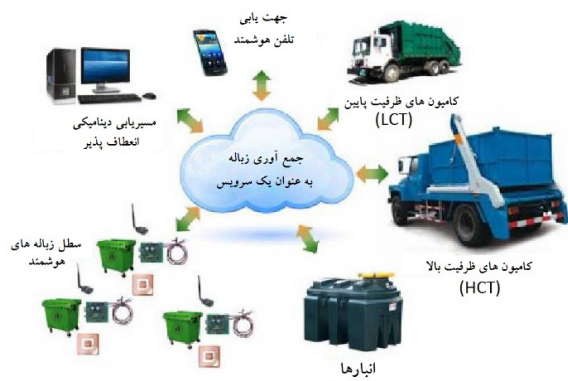 جهت یابی
تلفن هوشمند
کامیون های ظرفیت پایین
(LCT)
مسیریابی دینامیکی
انعطاف پذیر
جمع آوری زباله
به عنوان یک سرویس
سطل زباله های
هوشمند
کامیون های ظرفیت بالا
(HCT)
انبارها